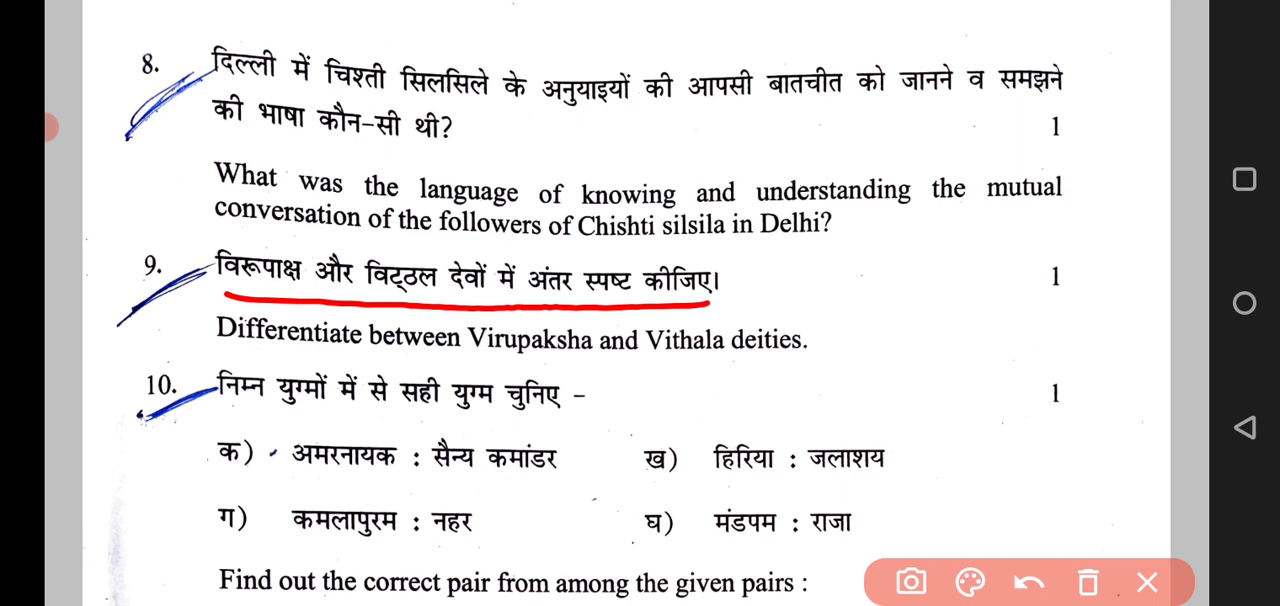 8. दिल्ली में चिश्ती सिलसिले के अनुयाइयों की आपसी बातचीत को जानने व समझने
की भाषा कौन-सी थी? 1
What was the language of knowing and understanding the mutual
conversation of the followers of Chishti silsila in Delhi?
9. विरूपाक्ष और विट्ठल देवों में अंतर स्पष्ट कीजिए। 1
Differentiate between Virupaksha and Vithala deities.
10. निम्न युग्मों में से सही युग्म चुनिए - 1
क) अमरनायक : सैन्य कमांडर ख) हिरिया : जलाशय
ग) कमलापुरम : नहर घ) मंडपम : राजा
Find out the correct pair from among the given pairs :